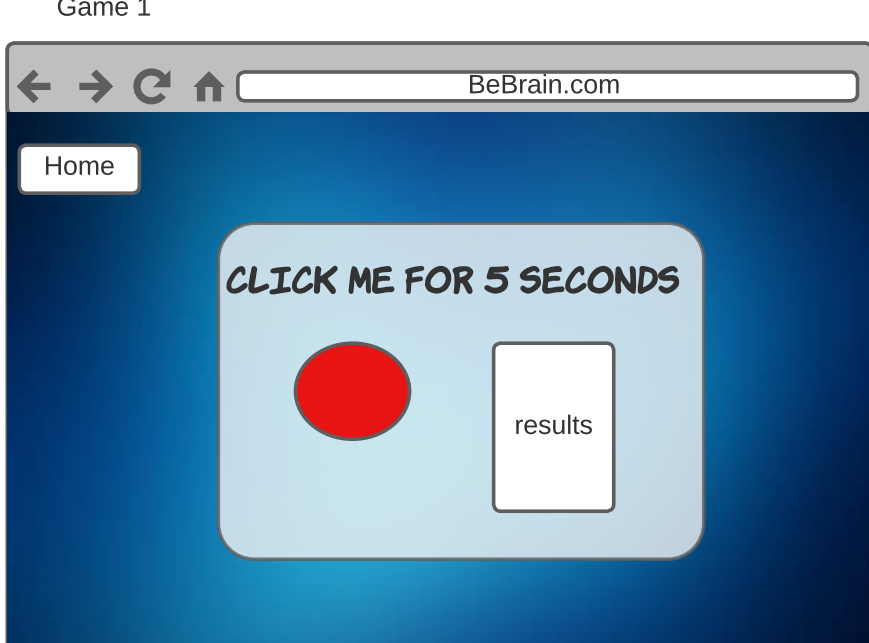 Game 1
BeBrain.com
Home
CLICK ME FOR 5 SECONDS
results